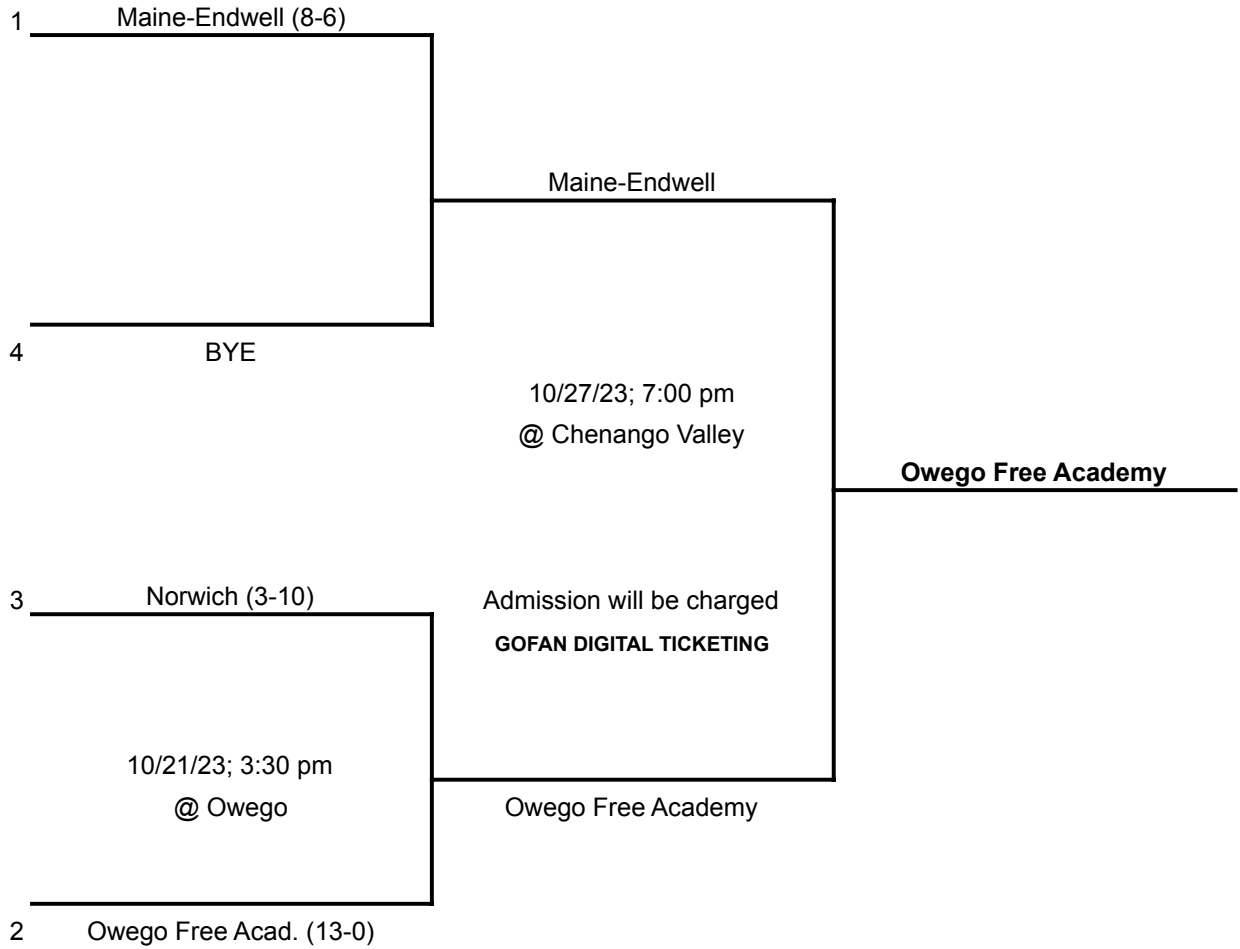 1 Maine-Endwell (8-6)
Maine-Endwell
4 BYE
10/27/23; 7:00 pm
@ Chenango Valley
Owego Free Academy
3 Norwich (3-10)
Admission will be charged
GOFAN DIGITAL TICKETING
10/21/23; 3:30 pm
@ Owego
Owego Free Academy
2 Owego Free Acad. (13-0)